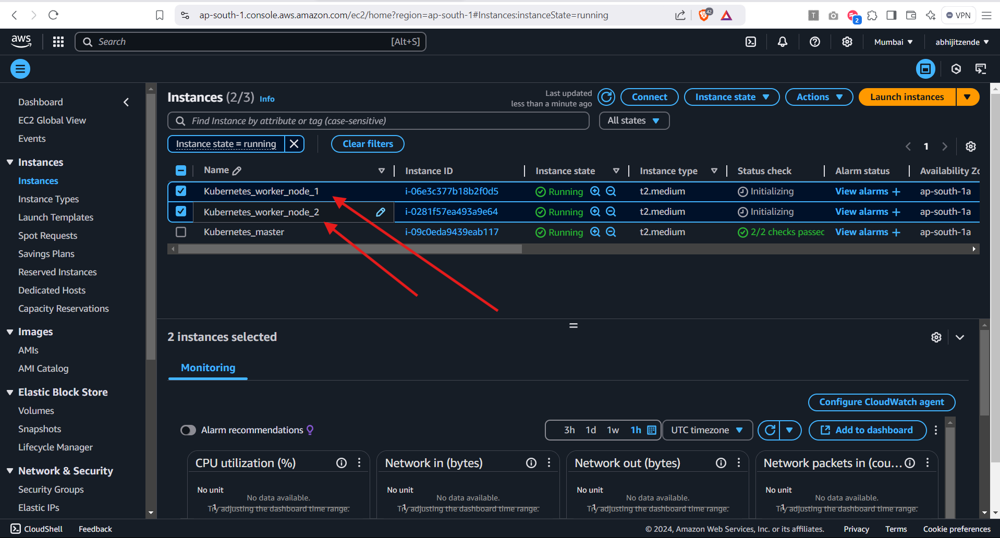 ap-south-1.console.aws.amazon.com/ec2/home?region=ap-south-1#Instances:instanceState=running
42
T
2
VPN
aws
Search
[Alt+S]
Mumbai
abhijitzende
Dashboard
EC2 Global View
Events
Instances
Instances
Instance Types
Launch Templates
Spot Requests
Savings Plans
Reserved Instances
Dedicated Hosts
Capacity Reservations
Images
AMIs
AMI Catalog
Elastic Block Store
Volumes
Snapshots
Lifecycle Manager
Network & Security
Security Groups
Elastic IPs
Instances (2/3) Info
Last updated
less than a minute ago
Connect
Instance state
Actions
Launch instances
Find Instance by attribute or tag (case-sensitive)
All states
Instance state = running
Clear filters
1
Name Instance ID Instance state Instance type Status check Alarm status Availability Zo
Kubernetes_worker_node_1 i-06e3c377b18b2f0d5 Running t2.medium Initializing View alarms + ap-south-1a
Kubernetes_worker_node_2 i-0281f57ea493a9e64 Running t2.medium Initializing View alarms + ap-south-1a
Kubernetes_master i-09c0eda9439eab117 Running t2.medium 2/2 checks passec View alarms + ap-south-1a
2 instances selected
Monitoring
Configure CloudWatch agent
Alarm recommendations
3h 1d 1w 1h
UTC timezone
Add to dashboard
CPU utilization (%)
No unit
No data available.
1
Try adjusting the dashboard time range.
Network in (bytes)
No unit
No data available.
1
Try adjusting the dashboard time range.
Network out (bytes)
No unit
No data available.
1
Try adjusting the dashboard time range.
Network packets in (cou...
No unit
No data available.
1
Try adjusting the dashboard time range.
CloudShell
Feedback
© 2024, Amazon Web Services, Inc. or its affiliates.
Privacy
Terms
Cookie preferences